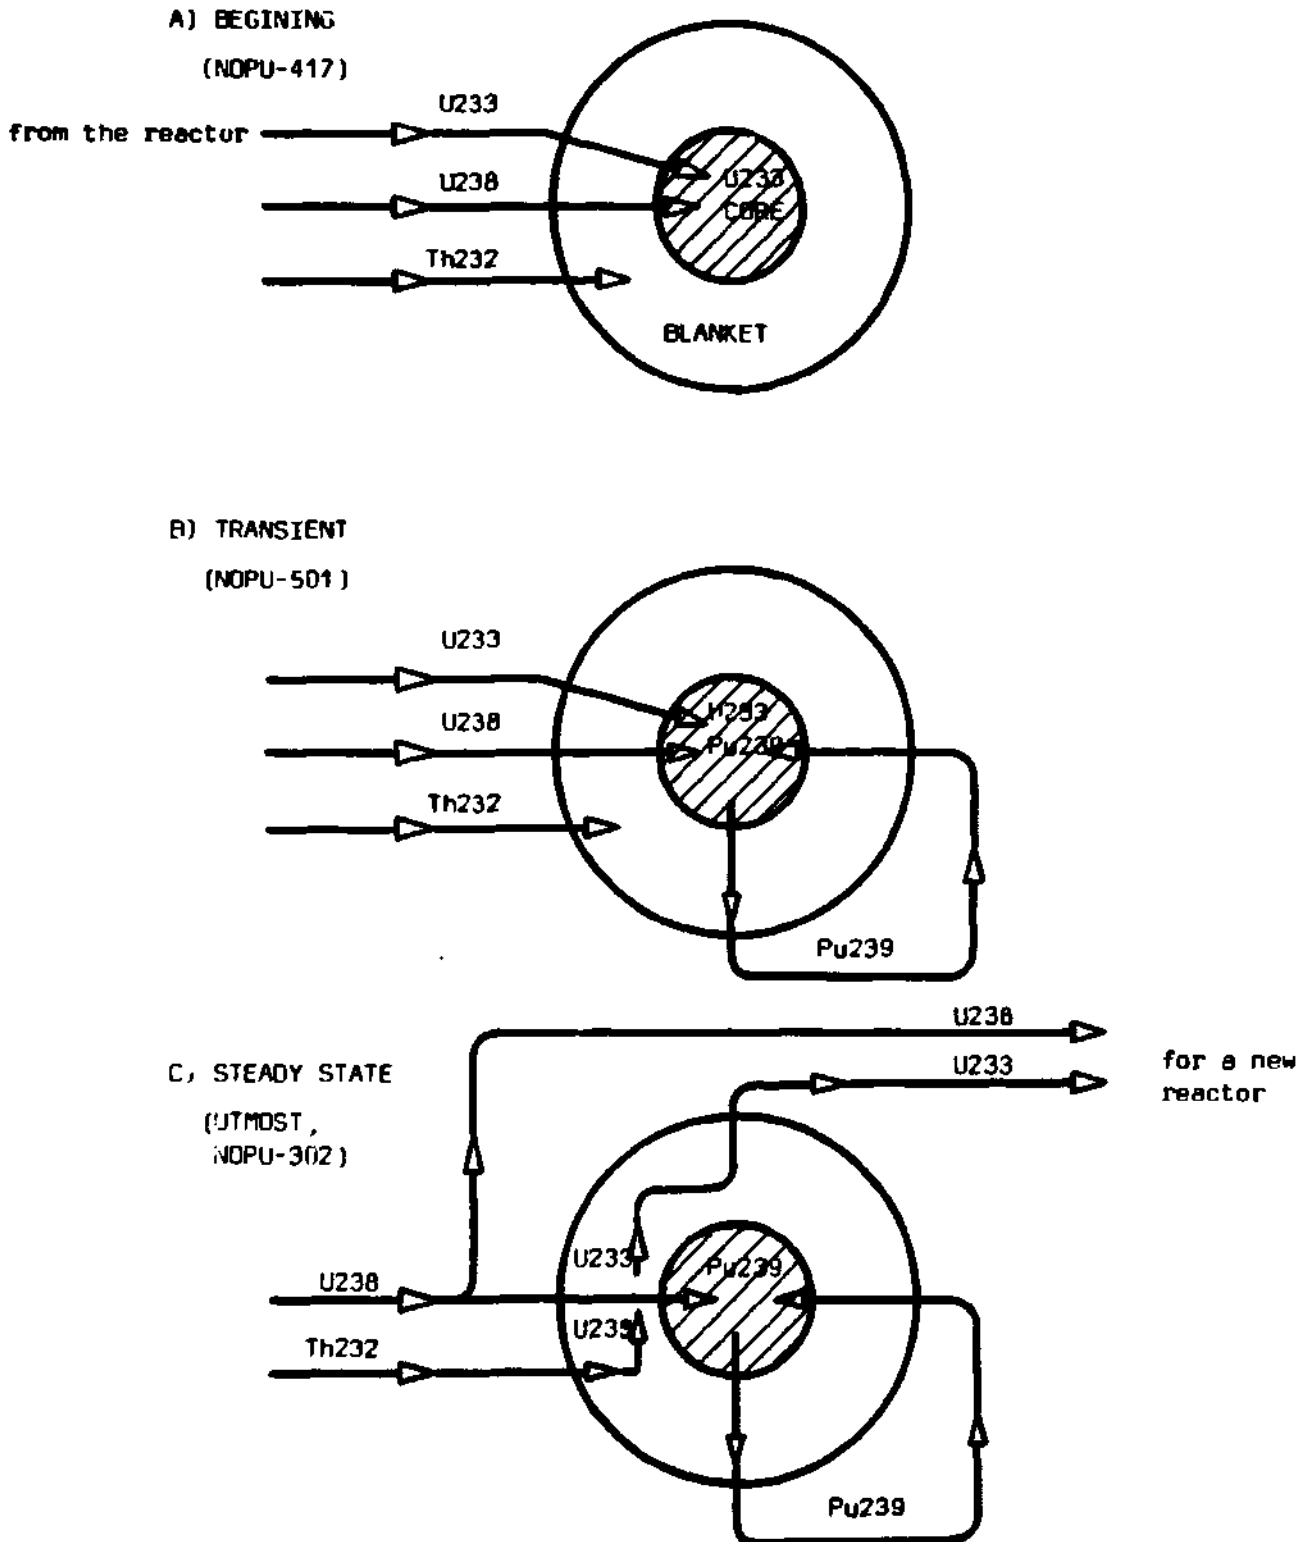 A) BEGINING
(NOPU-417)
U233
from the reactor
U238
U233
CORE
Th232
BLANKET
B) TRANSIENT
(NOPU-501)
U233
U238
U233
Pu239
Th232
Pu239
U238
C) STEADY STATE
U233
for a new
reactor
(UTMOST,
NOPU-302)
U233
Pu239
U238
Th232
Pu239